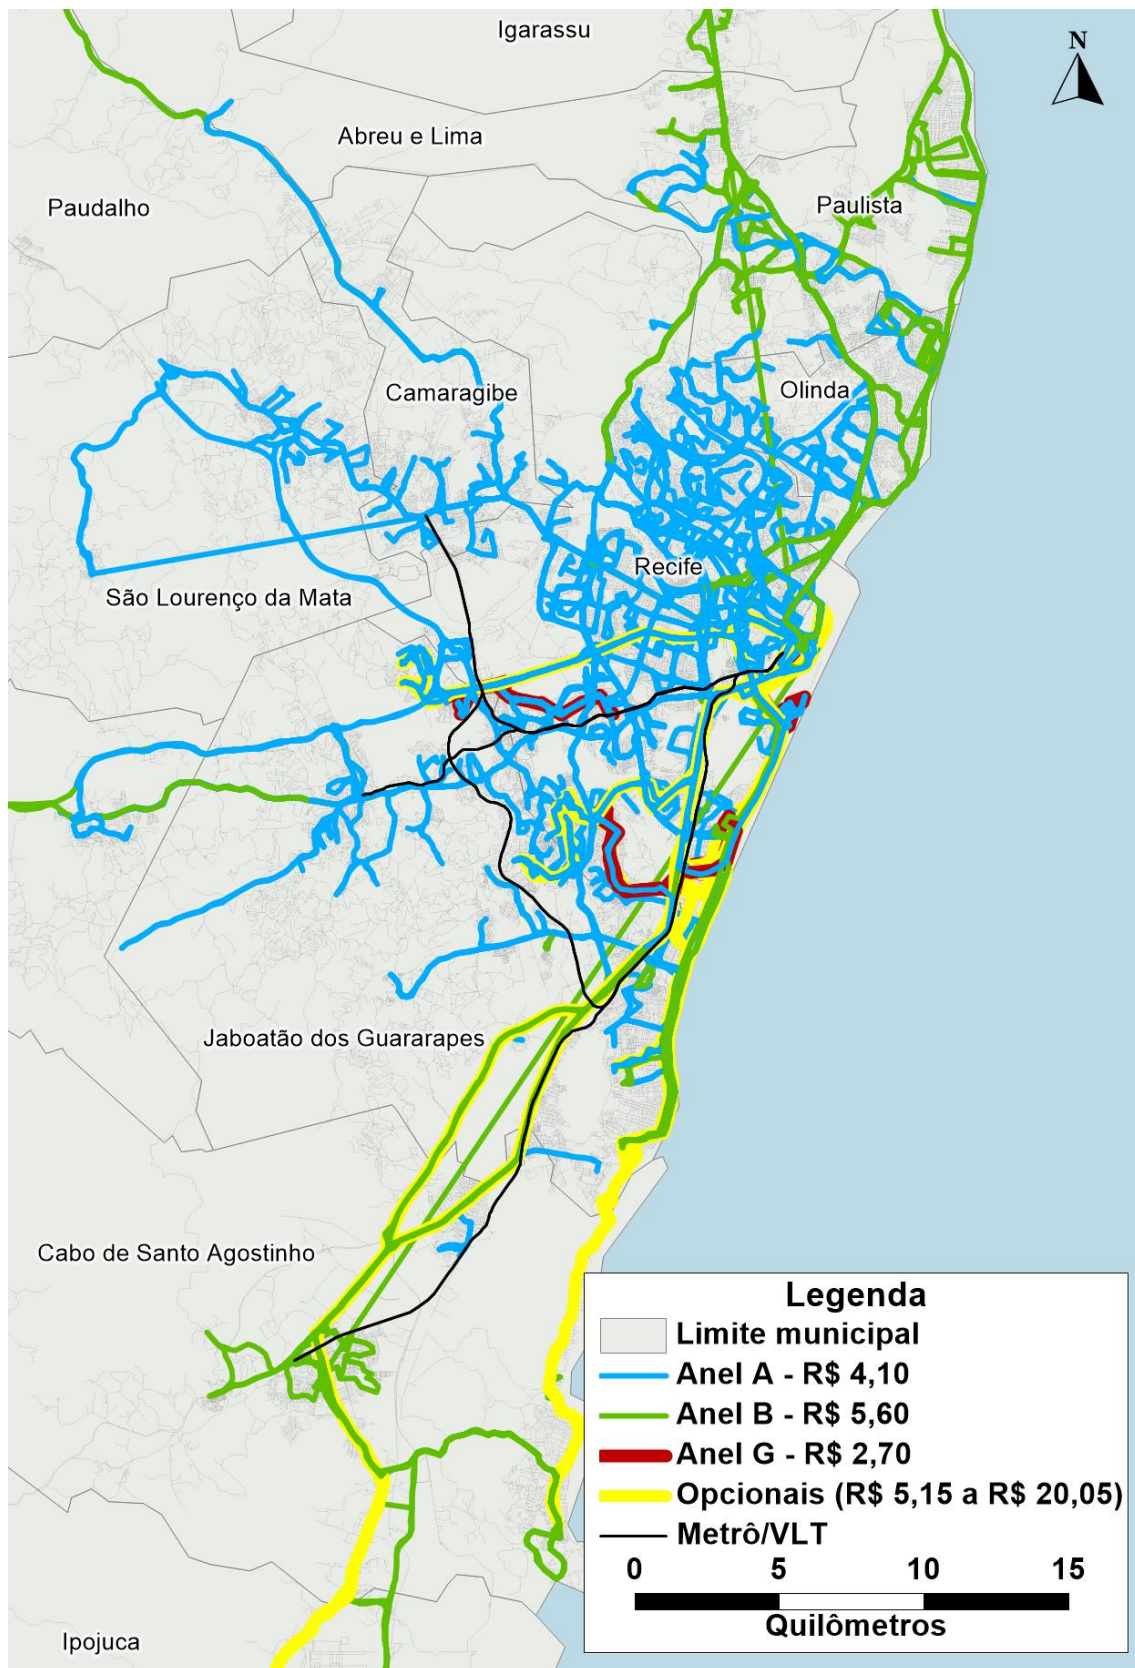 Igarassu
N
Abreu e Lima
Paudalho
Paulista
Camaragibe
Olinda
Recife
São Lourenço da Mata
Jaboatão dos Guararapes
Cabo de Santo Agostinho
Ipojuca
Legenda
Limite municipal
Anel A - R$ 4,10
Anel B - R$ 5,60
Anel G - R$ 2,70
Opcionais (R$ 5,15 a R$ 20,05)
Metrô/VLT
0 5 10 15
Quilômetros